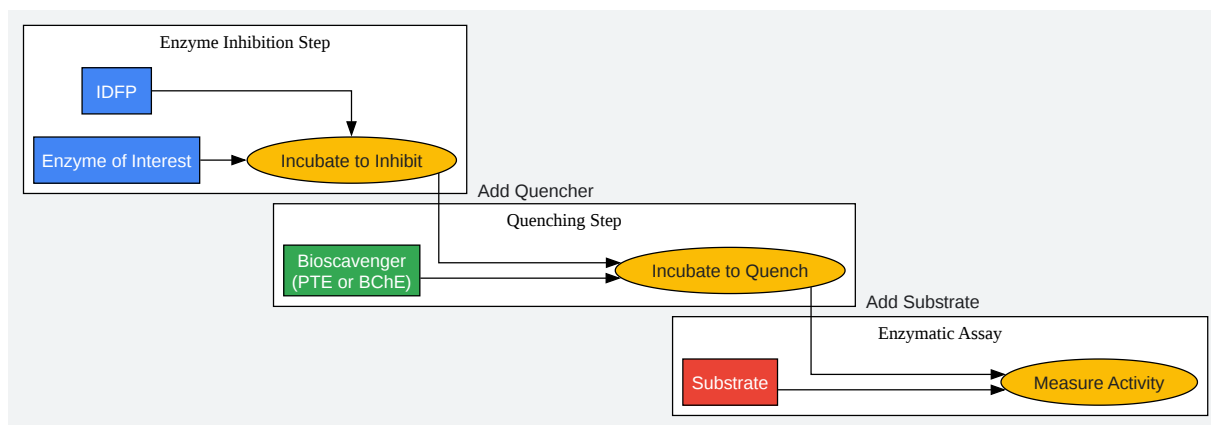 Enzyme Inhibition Step
IDFP
Enzyme of Interest
Incubate to Inhibit
Add Quencher
Quenching Step
Bioscavenger
(PTE or BChE)
Incubate to Quench
Add Substrate
Enzymatic Assay
Substrate
Measure Activity